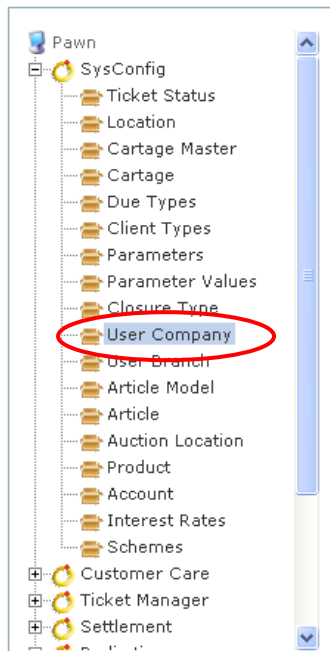 Pawn
SysConfig
Ticket Status
Location
Cartage Master
Cartage
Due Types
Client Types
Parameters
Parameter Values
Closure Type
User Company
User Branch
Article Model
Article
Auction Location
Product
Account
Interest Rates
Schemes
Customer Care
Ticket Manager
Settlement